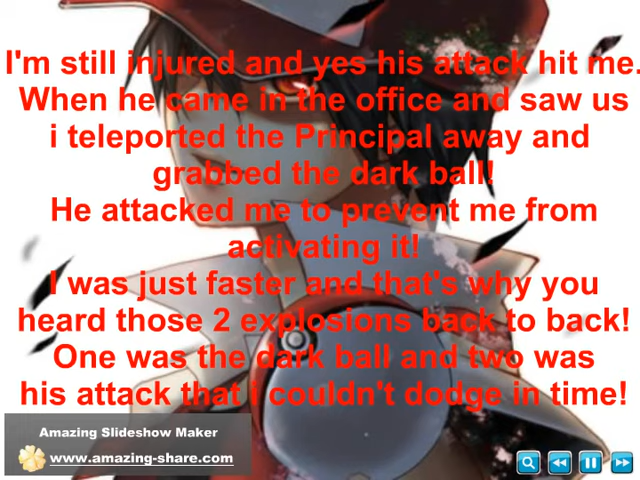 I'm still injured and yes his attack hit me.
When he came in the office and saw us
i teleported the Principal away and
grabbed the dark ball!
He attacked me to prevent me from
activating it!
I was just faster and that's why you
heard those 2 explosions back to back!
One was the dark ball and two was
his attack that I couldn't dodge in time!
Amazing Slideshow Maker
www.amazing-share.com